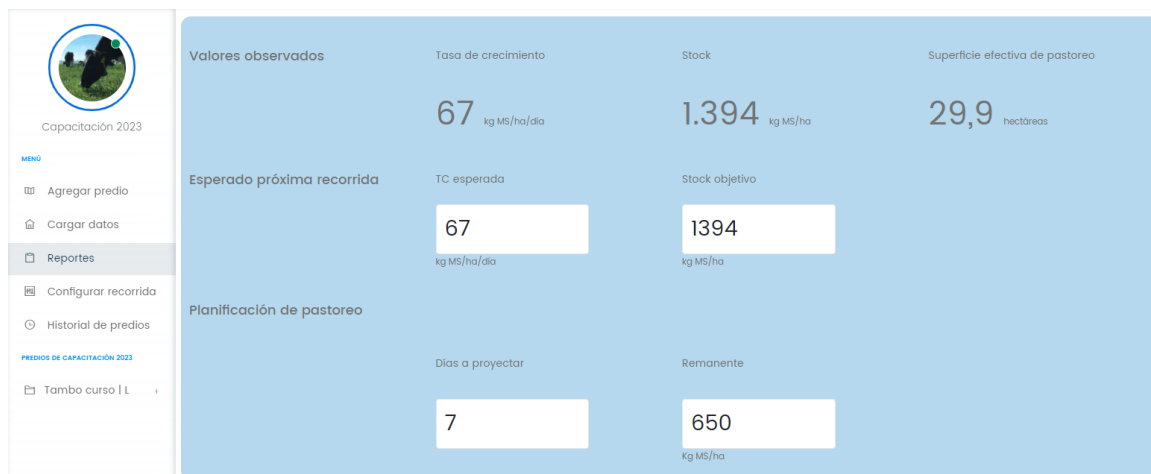 Capacitación 2023
MENÚ
Agregar predio
Cargar datos
Reportes
Configurar recorrida
Historial de predios
PREDIOS DE CAPACITACIÓN 2023
Tambo curso | L +
Valores observados
Tasa de crecimiento
67 kg MS/ha/día
Stock
1.394 kg MS/ha
Superficie efectiva de pastoreo
29,9 hectáreas
Esperado próxima recorrida
TC esperada
67
kg MS/ha/día
Stock objetivo
1394
kg MS/ha
Planificación de pastoreo
Días a proyectar
7
Remanente
650
Kg MS/ha